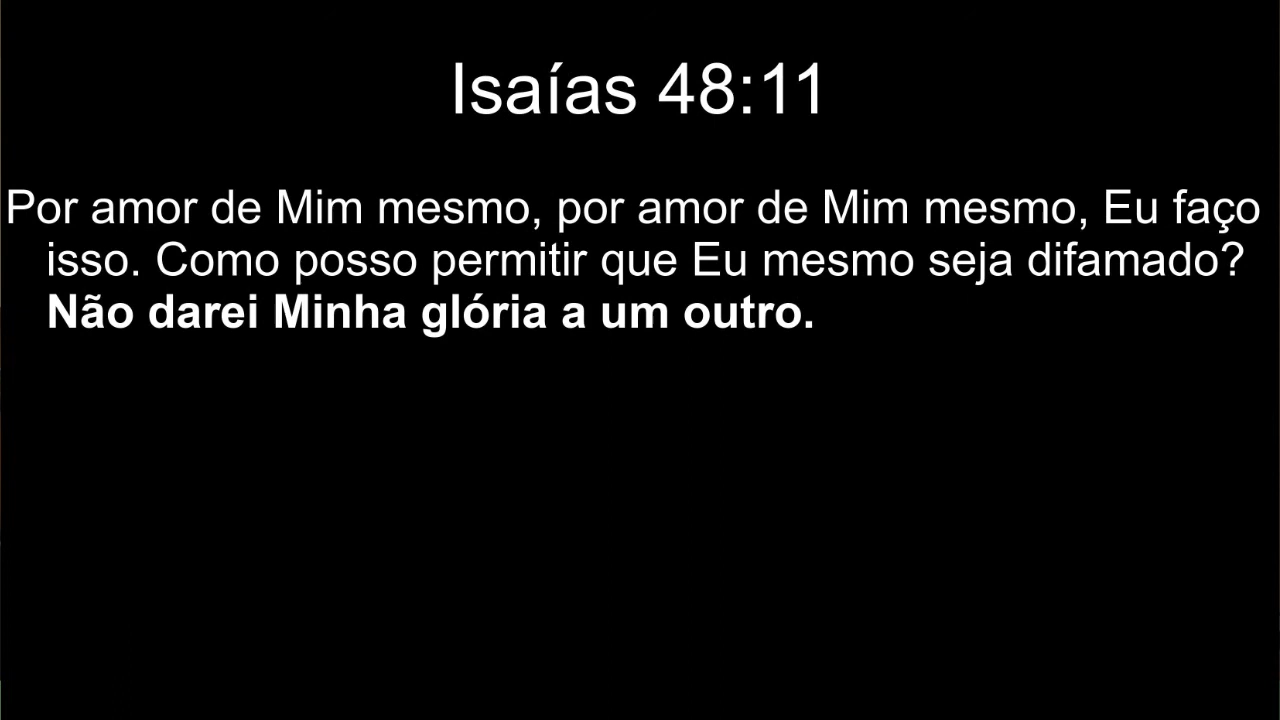 Isaías 48:11
Por amor de Mim mesmo, por amor de Mim mesmo, Eu faço
isso. Como posso permitir que Eu mesmo seja difamado?
Não darei Minha glória a um outro.